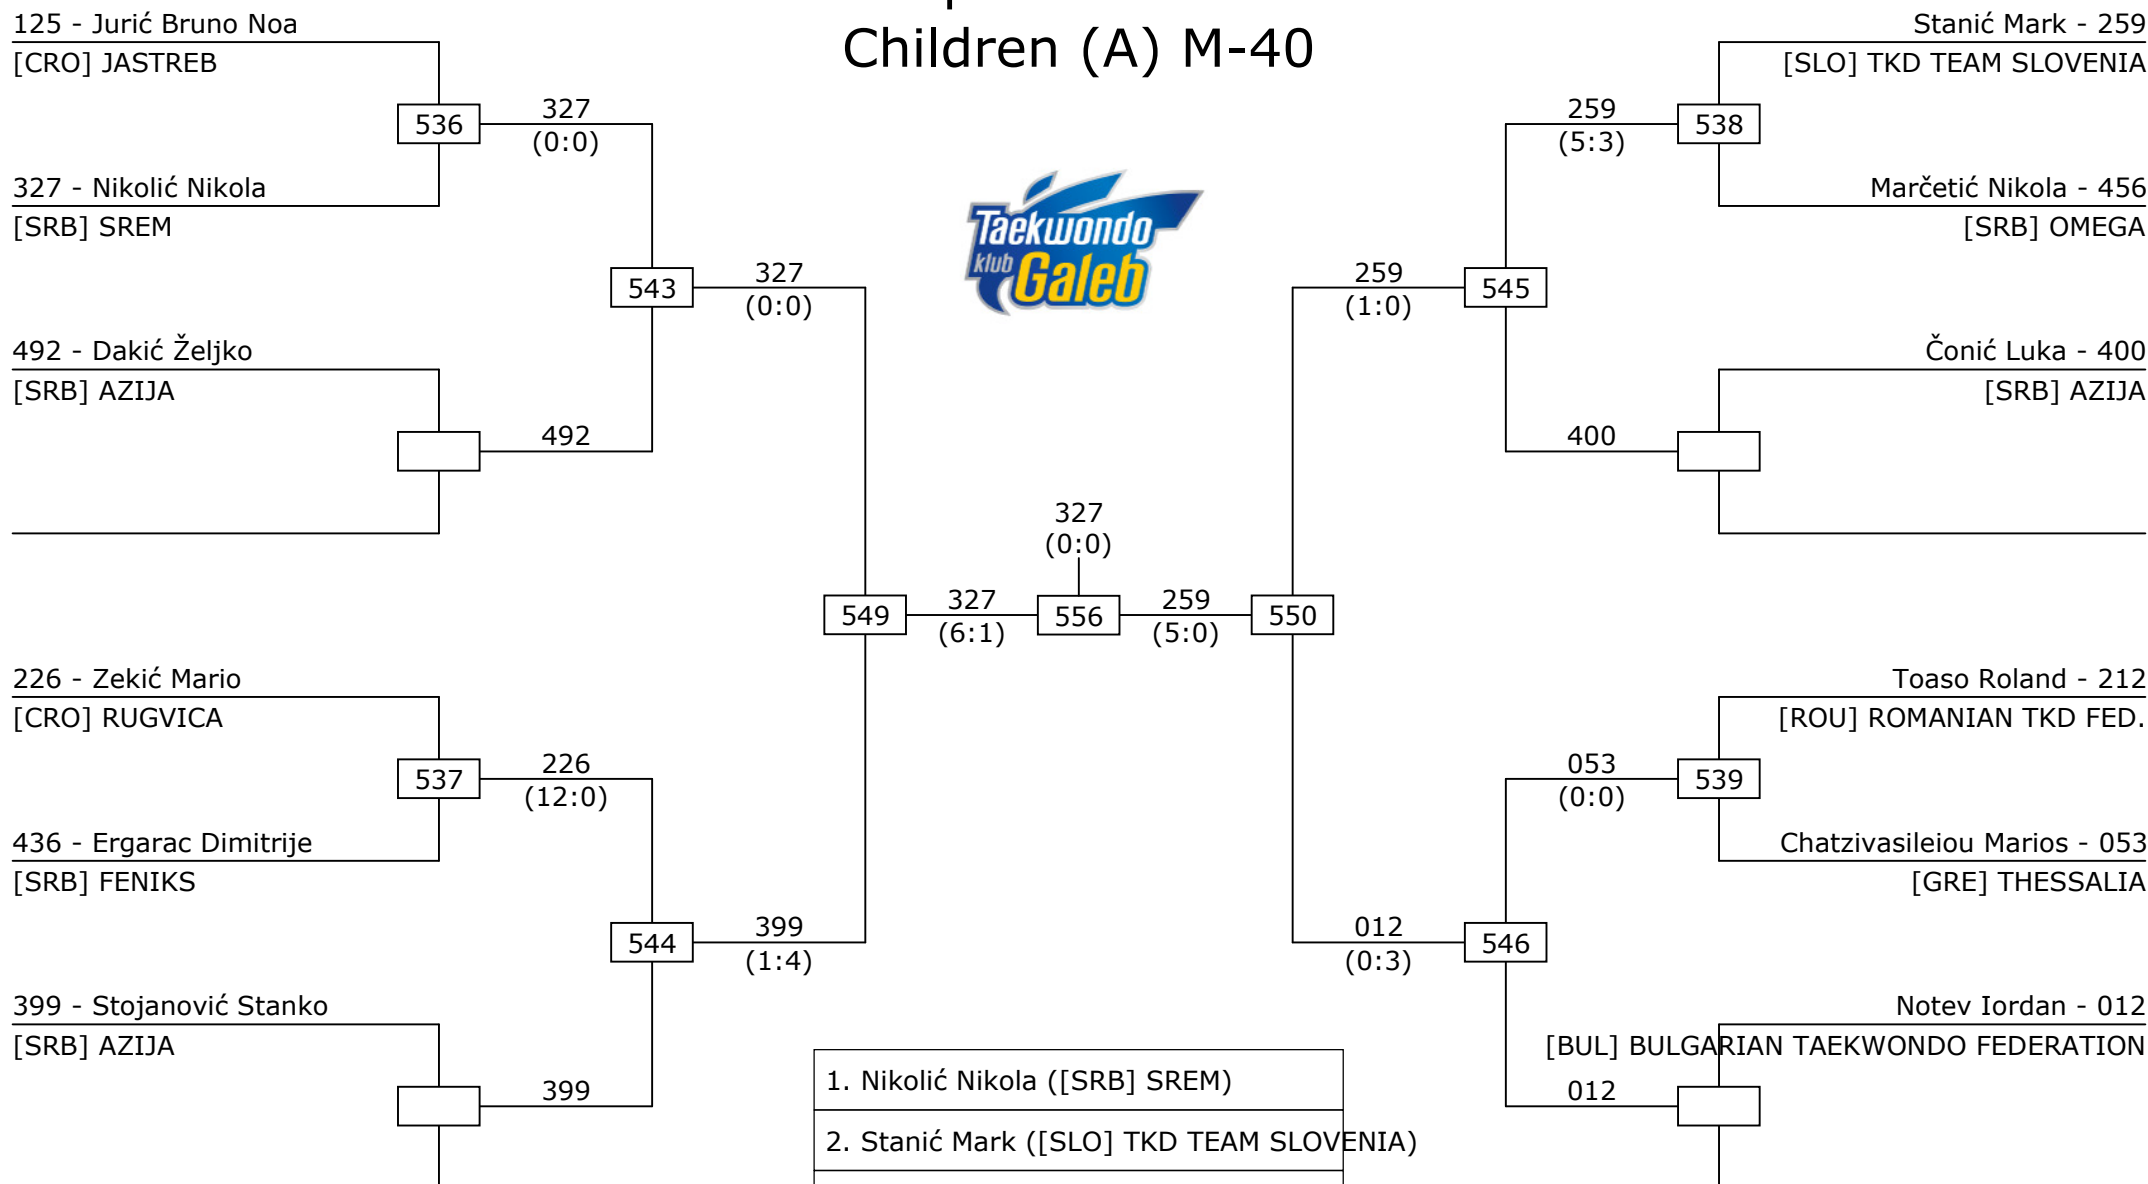 Children (A) M-40
125 - Jurić Bruno Noa
[CRO] JASTREB
536
327
(0:0)
327 - Nikolić Nikola
[SRB] SREM
543
327
(0:0)
492 - Dakić Željko
[SRB] AZIJA
492
226 - Zekić Mario
[CRO] RUGVICA
537
226
(12:0)
436 - Ergarac Dimitrije
[SRB] FENIKS
544
399
(1:4)
399 - Stojanović Stanko
[SRB] AZIJA
399
Taekwondo
klub
Galeb
327
(0:0)
549
327
(6:1)
556
259
(5:0)
550
Stanić Mark - 259
[SLO] TKD TEAM SLOVENIA
259
(5:3)
538
Marčetić Nikola - 456
[SRB] OMEGA
259
(1:0)
545
Čonić Luka - 400
[SRB] AZIJA
400
Toaso Roland - 212
[ROU] ROMANIAN TKD FED.
053
(0:0)
539
Chatzivasileiou Marios - 053
[GRE] THESSALIA
012
(0:3)
546
Notev Iordan - 012
[BUL] BULGARIAN TAEKWONDO FEDERATION
012
1. Nikolić Nikola ([SRB] SREM)
2. Stanić Mark ([SLO] TKD TEAM SLOVENIA)